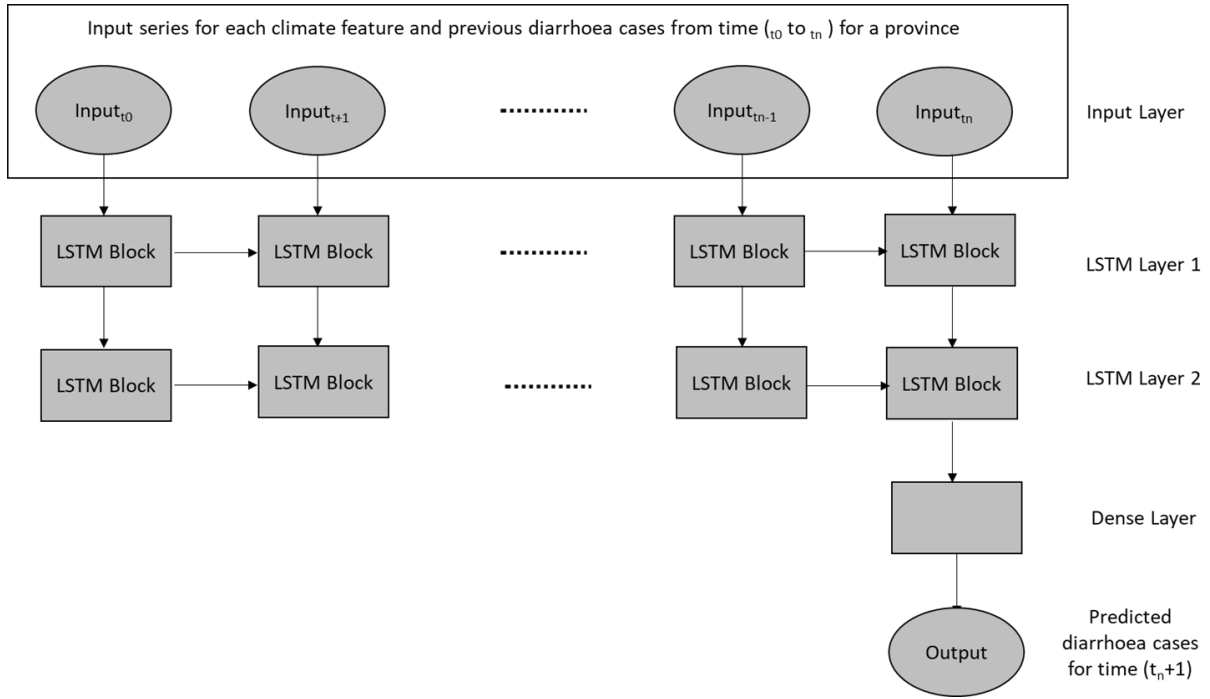 Input series for each climate feature and previous diarrhoea cases from time (t0 to tn ) for a province
Inputt0
Inputt+1
Inputtn-1
Inputtn
Input Layer
LSTM Block
LSTM Block
LSTM Block
LSTM Block
LSTM Layer 1
LSTM Block
LSTM Block
LSTM Block
LSTM Block
LSTM Layer 2
Dense Layer
Output
Predicted
diarrhoea cases
for time (tn+1)